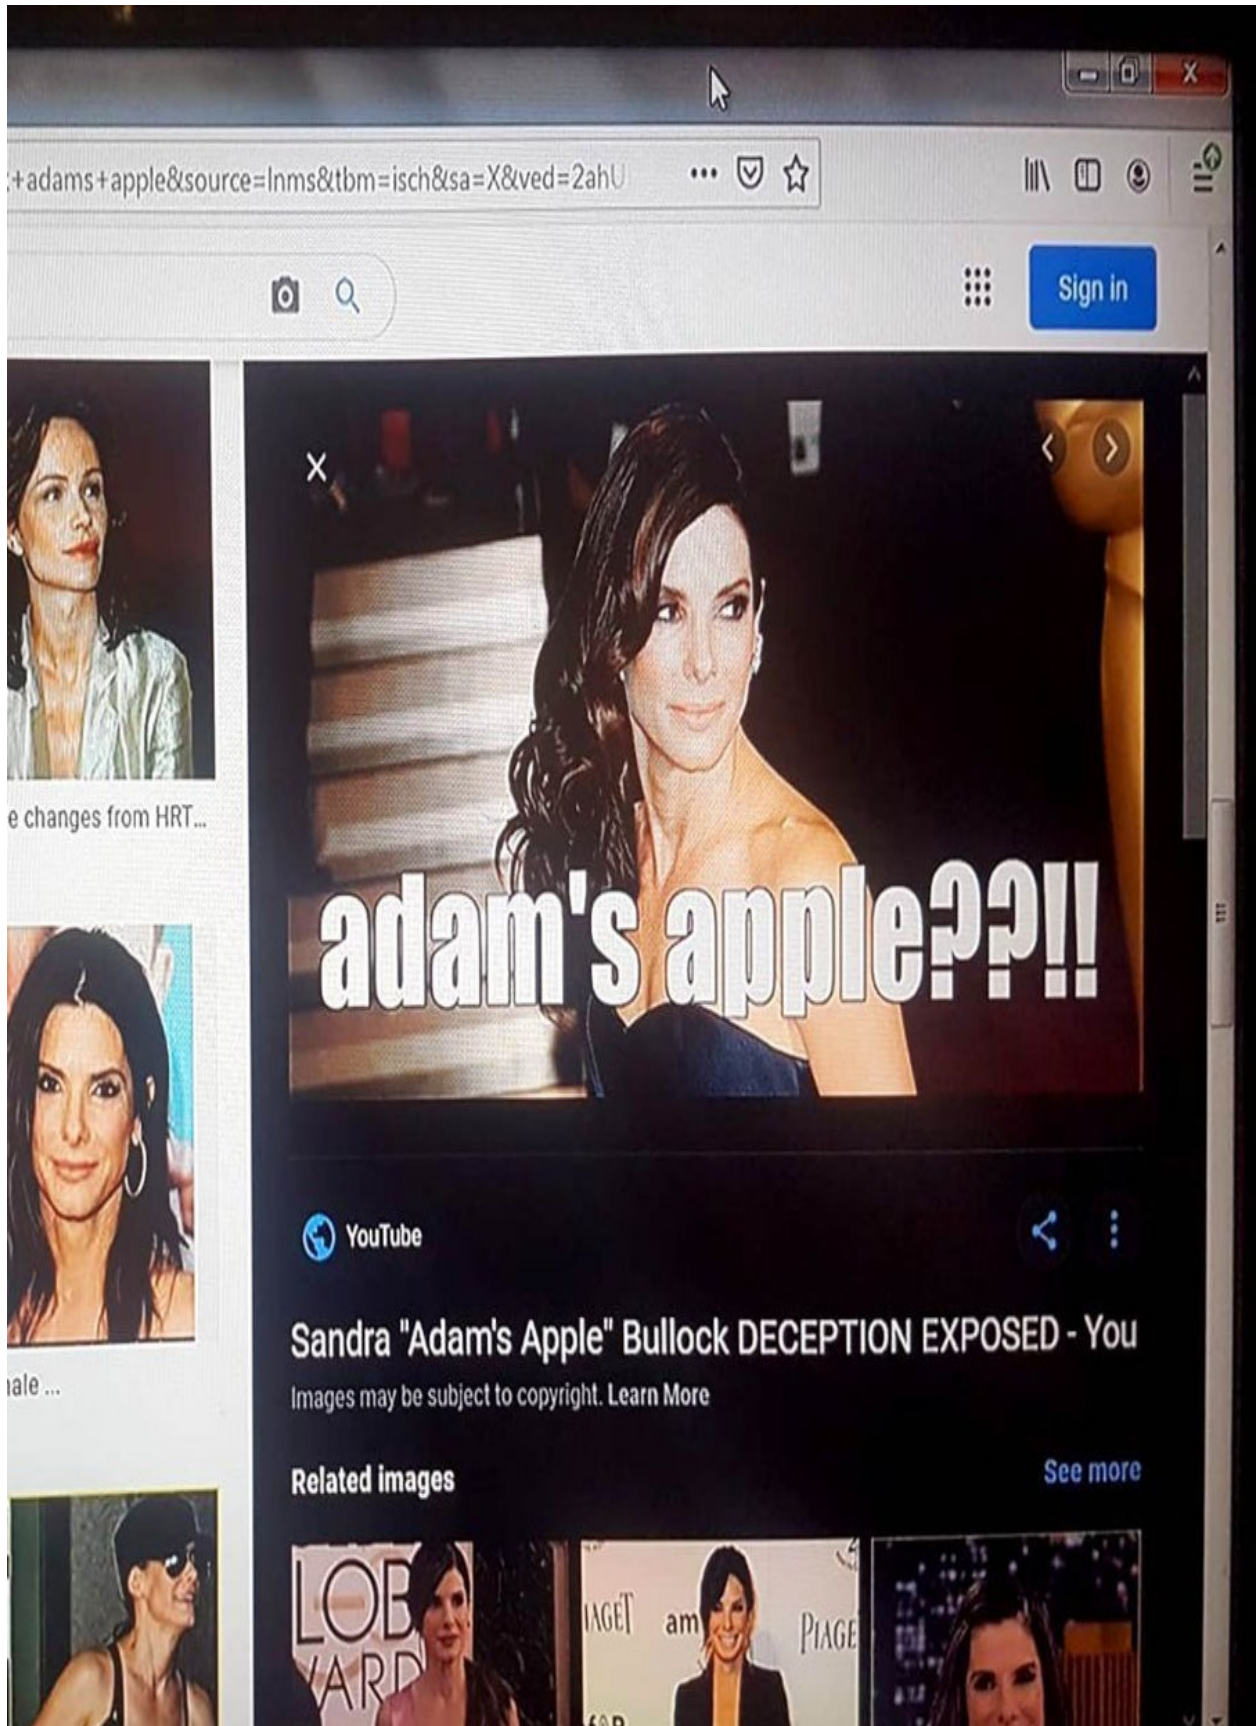 +adams+apple&source=lnms&tbm=isch&sa=X&ved=2ahU
Sign in
e changes from HRT...
adam's apple??!!
YouTube
ale ...
Sandra "Adam's Apple" Bullock DECEPTION EXPOSED - You
Images may be subject to copyright. Learn More
Related images
See more
LOB
WARD
IAGET
am
PIAGE